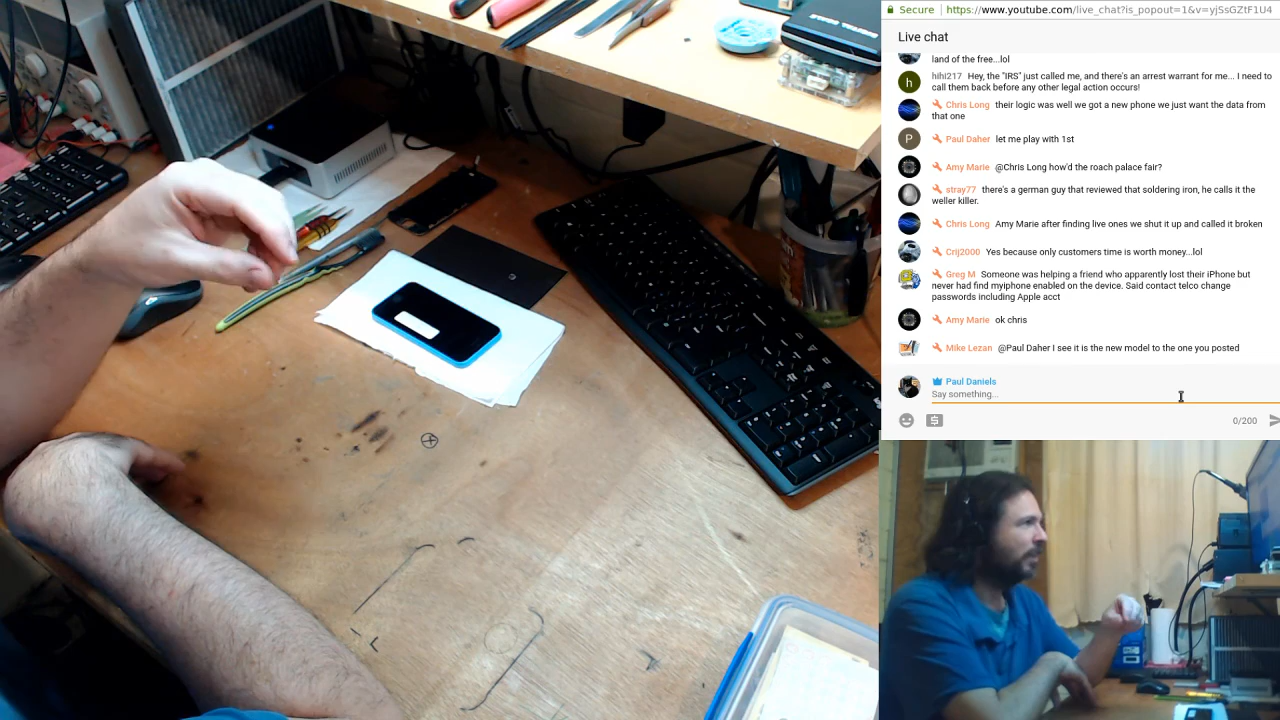 Secure https://www.youtube.com/live_chat?is_popout=1&v=yjSsGZtF1U4
Live chat
land of the free...lol
hihi217 Hey, the "IRS" just called me, and there's an arrest warrant for me... I need to
call them back before any other legal action occurs!
Chris Long their logic was well we got a new phone we just want the data from
that one
P Paul Daher let me play with 1st
Amy Marie @Chris Long how'd the roach palace fair?
stray77 there's a german guy that reviewed that soldering iron, he calls it the
weller killer.
Chris Long Amy Marie after finding live ones we shut it up and called it broken
Crij2000 Yes because only customers time is worth money...lol
Greg M Someone was helping a friend who apparently lost their iPhone but
never had find myiphone enabled on the device. Said contact telco change
passwords including Apple acct
Amy Marie ok chris
Mike Lezan @Paul Daher I see it is the new model to the one you posted
Paul Daniels
Say something...
0/200